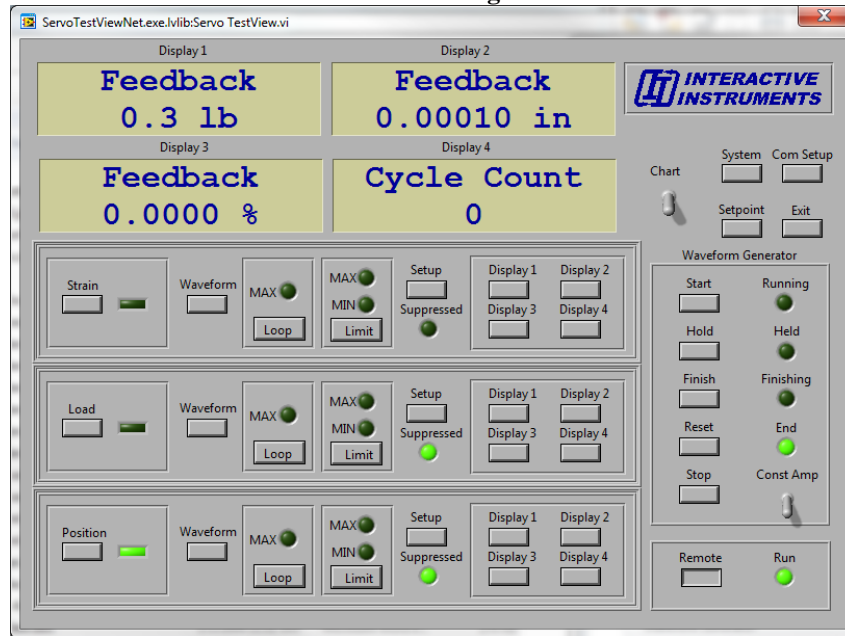 ServoTestViewNet.exe.lvlib:Servo TestView.vi
X
Display 1
Feedback
0.3 lb
Display 2
Feedback
0.00010 in
INTERACTIVE
INSTRUMENTS
Display 3
Feedback
0.0000 %
Display 4
Cycle Count
0
Chart
System Com Setup
Setpoint Exit
Strain
Waveform
MAX
Loop
MAX
MIN
Limit
Setup
Suppressed
Display 1 Display 2
Display 3 Display 4
Load
Waveform
MAX
Loop
MAX
MIN
Limit
Setup
Suppressed
Display 1 Display 2
Display 3 Display 4
Position
Waveform
MAX
Loop
MAX
MIN
Limit
Setup
Suppressed
Display 1 Display 2
Display 3 Display 4
Waveform Generator
Start Running
Hold Held
Finish Finishing
Reset End
Stop Const Amp
Remote Run